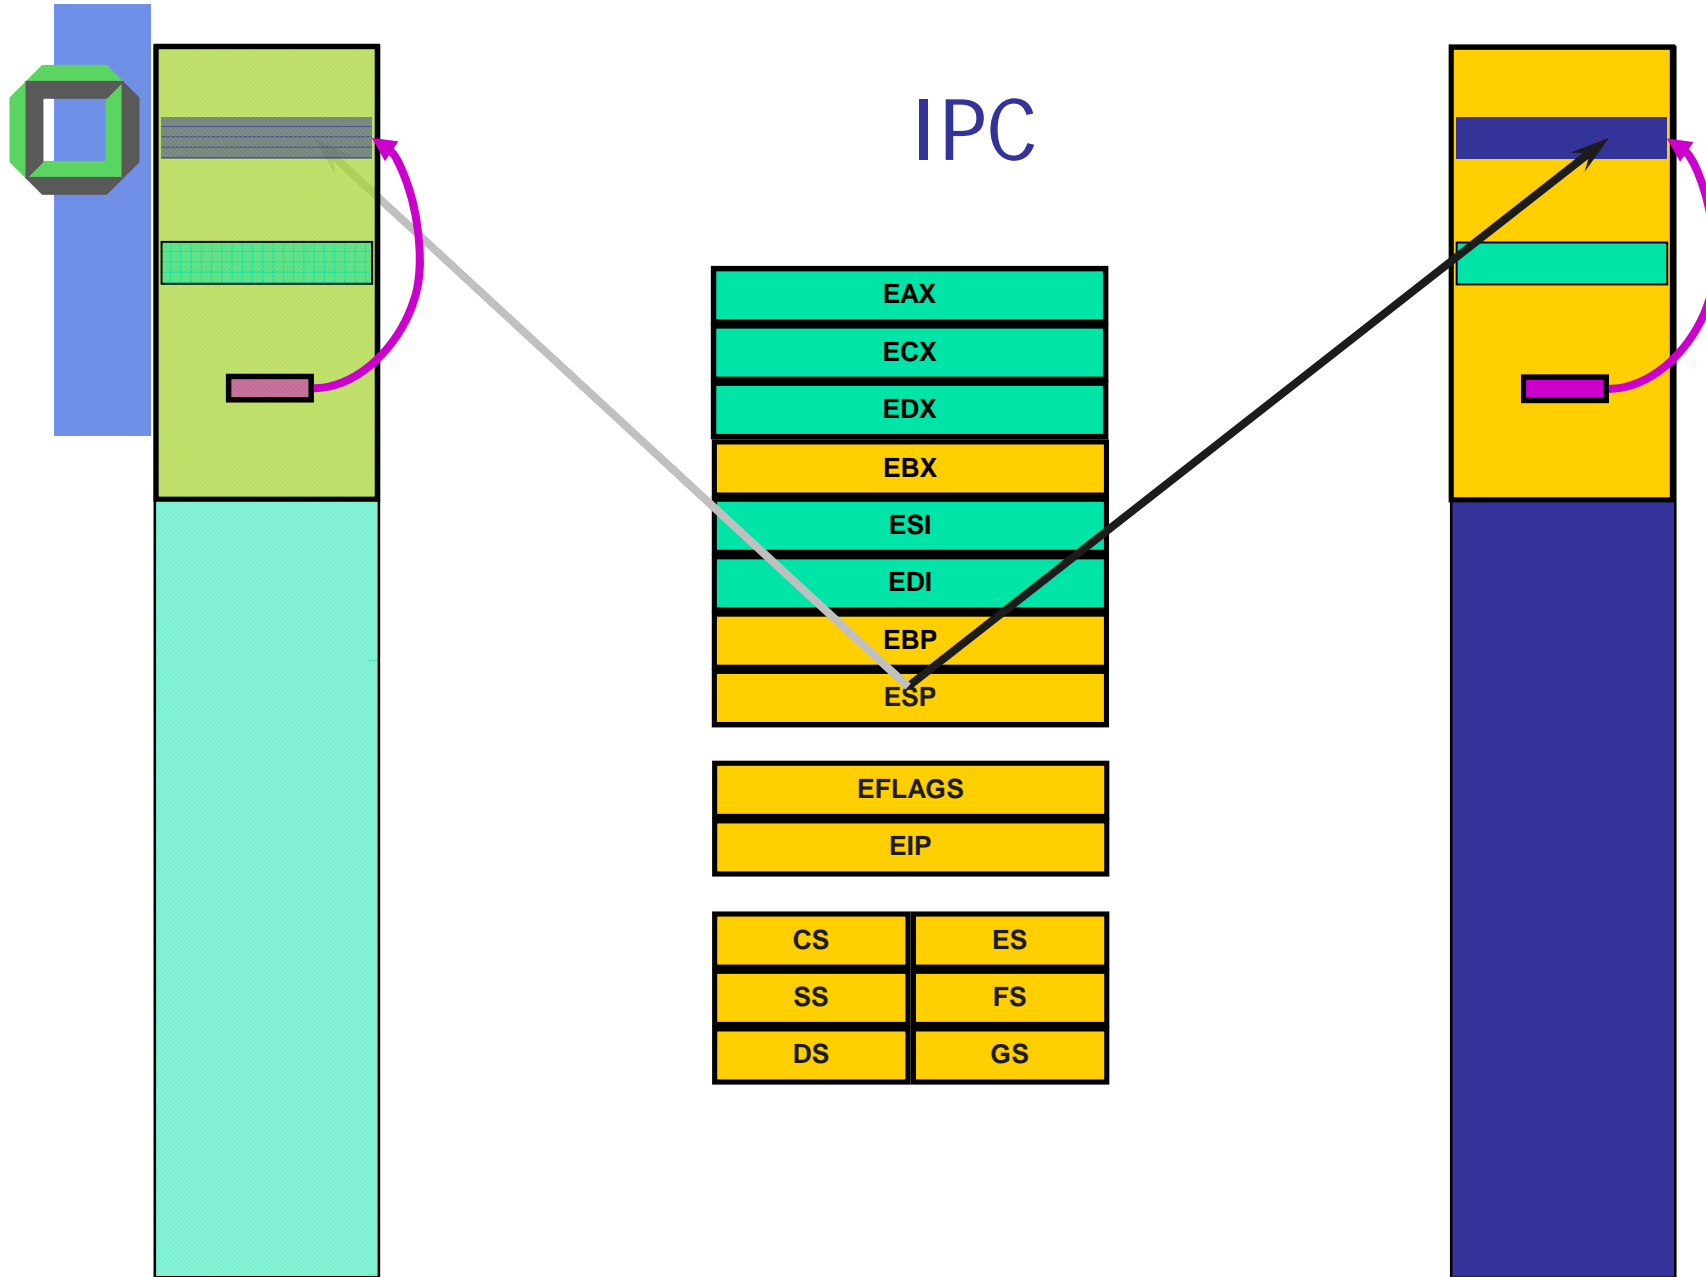 IPC
EAX
ECX
EDX
EBX
ESI
EDI
EBP
ESP
EFLAGS
EIP
CS ES
SS FS
DS GS